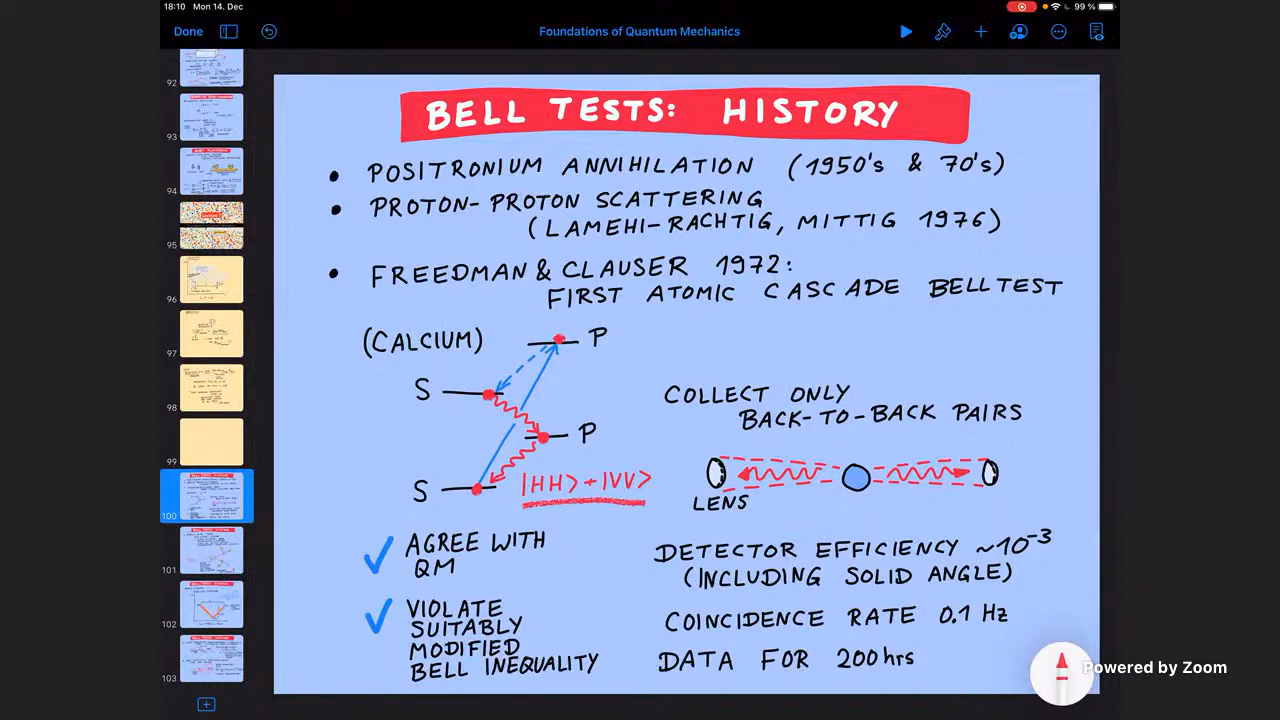 18:10 Mon 14. Dec
99 %
Done
Foundations of Quantum Mechanics
92
93
94
95
96
97
98
99
100
101
102
103
BELL TESTS: HISTORY
• POSITRONIUM ANNIHILATION (1950's & 70's)
• PROTON-PROTON SCATTERING
(LAMEHI-RACHTIG, MITTIG 1976)
• FREEDMAN & CLAUSER 1972:
FIRST ATOMIC CASCADE BELL TEST
(CALCIUM)
P
S
P
S
|HH> + |VV>
COLLECT ONLY
BACK-TO-BACK PAIRS
LENS
✓ AGREE WITH
QM
✓ VIOLATE
SUITABLY
MODIFIED
BELL INEQUALITY
DETECTOR EFFICIENCY ~10⁻³
(INCLUDING SOLID ANGLE)
COINCIDENCE RATE 0.1 Hz
DATA FOR 200 hrs
Powered by Zoom